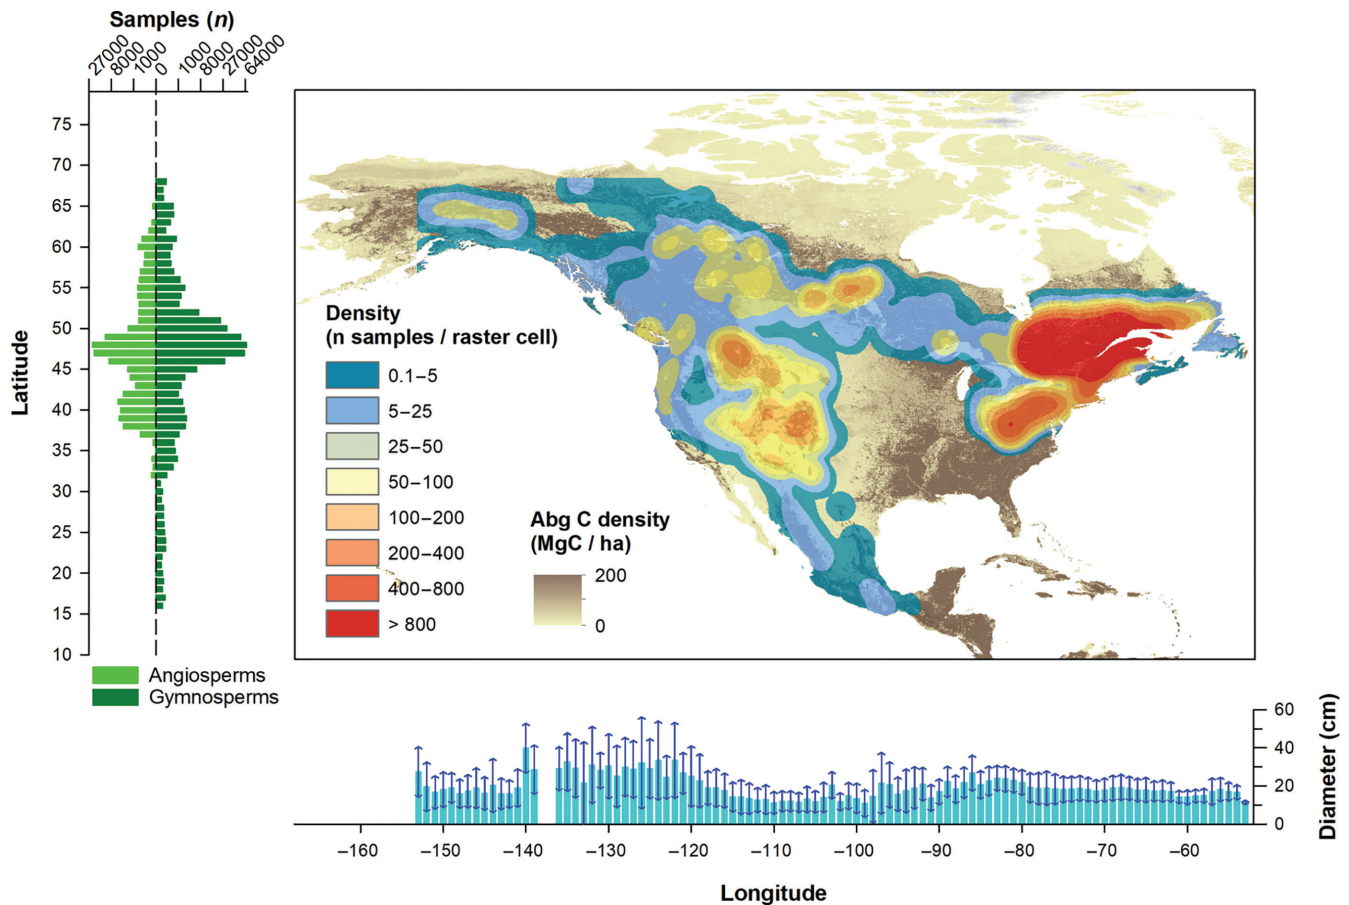 Samples (n)
27000 8000 1000 0 1000 8000 27000 64000
Latitude
75
70
65
60
55
50
45
40
35
30
25
20
15
10
Angiosperms
Gymnosperms
Density
(n samples / raster cell)
0.1–5
5–25
25–50
50–100
100–200
200–400
400–800
> 800
Abg C density
(MgC / ha)
200
0
60
40
20
0
Diameter (cm)
–160 –150 –140 –130 –120 –110 –100 –90 –80 –70 –60
Longitude